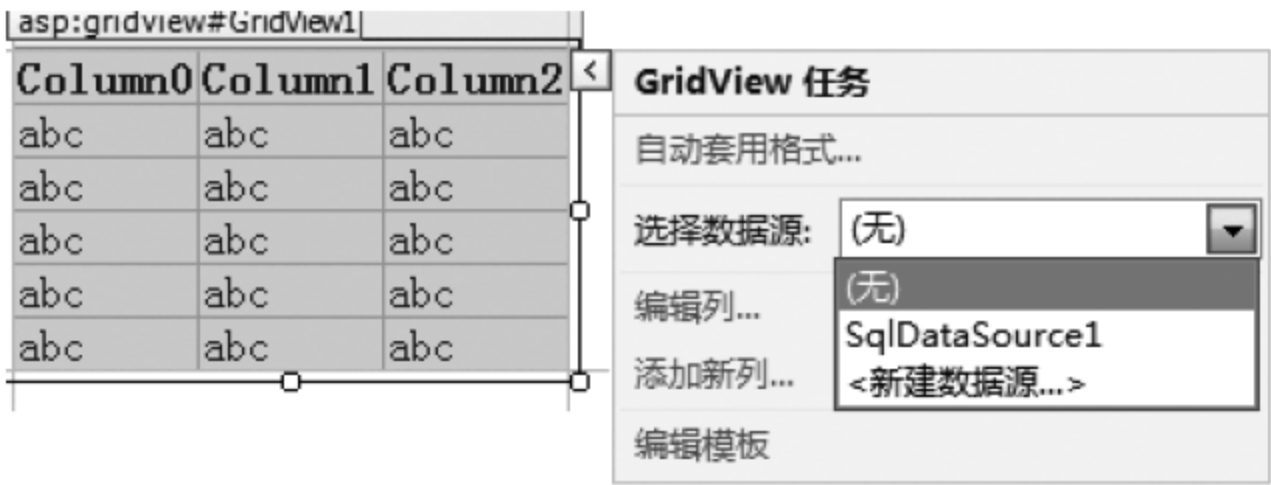 asp:gridview#GridView1
Column0 Column1 Column2
abc abc abc
abc abc abc
abc abc abc
abc abc abc
abc abc abc
<
GridView 任务
自动套用格式...
选择数据源: (无)
(无)
SqlDataSource1
<新建数据源...>
编辑列...
添加新列...
编辑模板